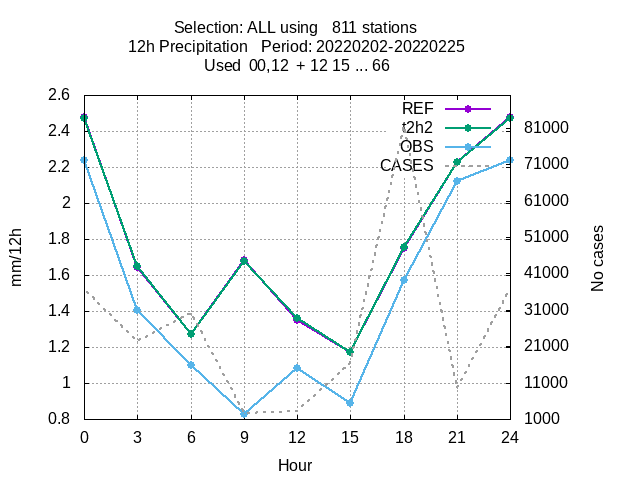 Selection: ALL using   811 stations
12h Precipitation   Period: 20220202-20220225
Used  00,12  + 12 15 ... 66
REF
t2h2
OBS
CASES
2.6
2.4
2.2
2
1.8
1.6
1.4
1.2
1
0.8
81000
71000
61000
51000
41000
31000
21000
11000
1000
mm/12h
No cases
0 3 6 9 12 15 18 21 24
Hour